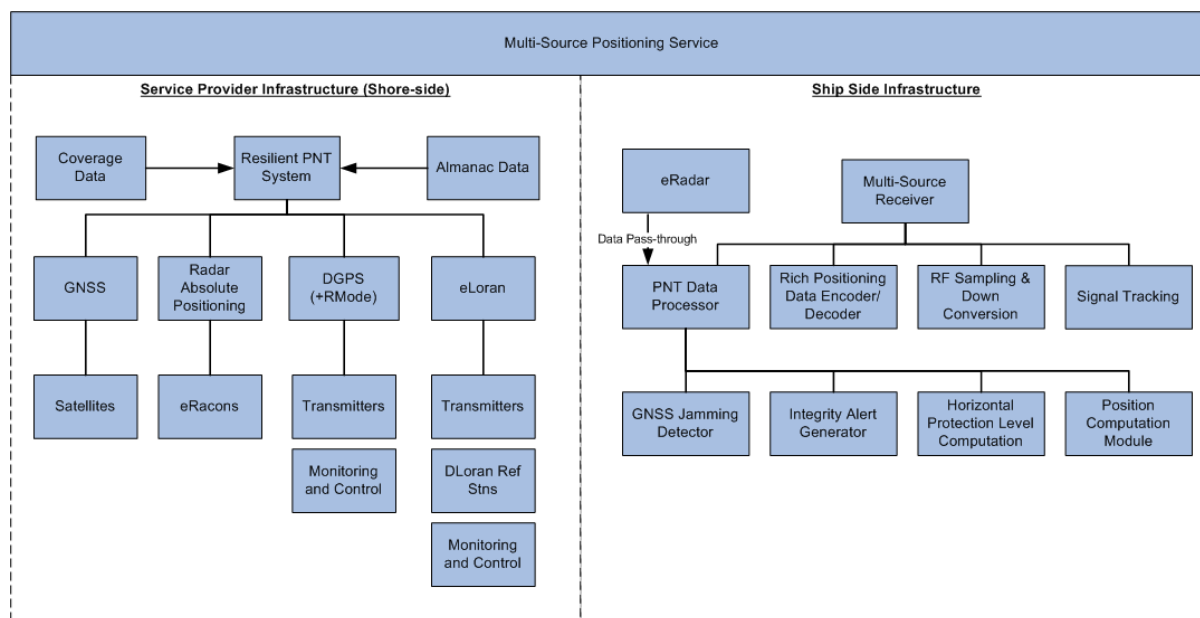 Multi-Source Positioning Service
Service Provider Infrastructure (Shore-side)
Coverage
Data
Resilient PNT
System
Almanac Data
GNSS
Radar
Absolute
Positioning
DGPS
(+RMode)
eLoran
Satellites
eRacons
Transmitters
Transmitters
Monitoring
and Control
DLoran Ref
Stns
Monitoring
and Control
Ship Side Infrastructure
eRadar
Multi-Source
Receiver
Data Pass-through
PNT Data
Processor
Rich Positioning
Data Encoder/
Decoder
RF Sampling &
Down
Conversion
Signal Tracking
GNSS Jamming
Detector
Integrity Alert
Generator
Horizontal
Protection Level
Computation
Position
Computation
Module